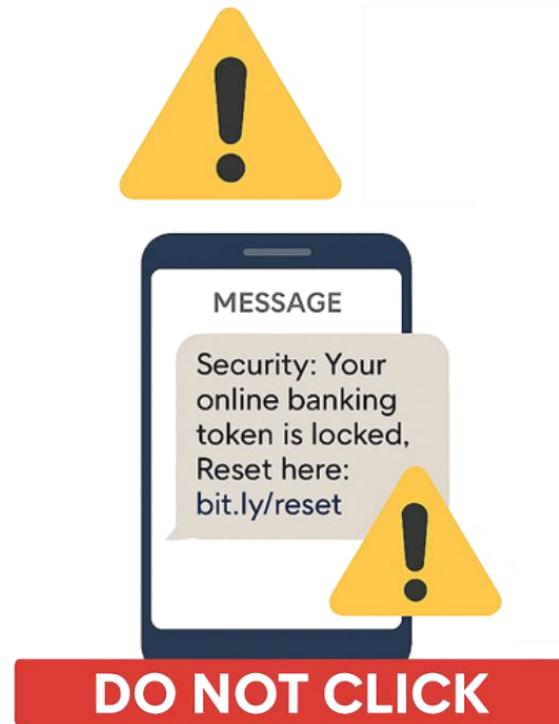 MESSAGE
Security: Your
online banking
token is locked,
Reset here:
bit.ly/reset
DO NOT CLICK